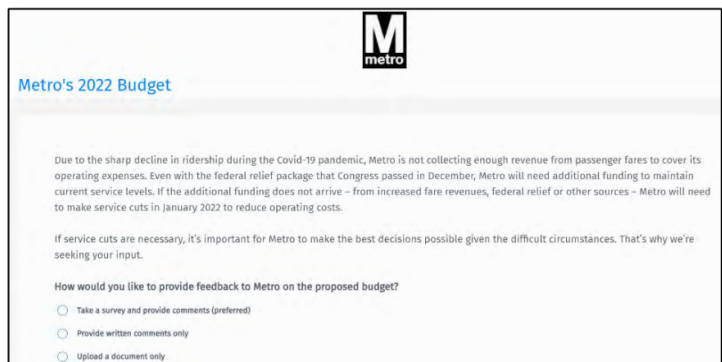 M
metro
Metro's 2022 Budget
Due to the sharp decline in ridership during the Covid-19 pandemic, Metro is not collecting enough revenue from passenger fares to cover its
operating expenses. Even with the federal relief package that Congress passed in December, Metro will need additional funding to maintain
current service levels. If the additional funding does not arrive – from increased fare revenues, federal relief or other sources – Metro will need
to make service cuts in January 2022 to reduce operating costs.
If service cuts are necessary, it's important for Metro to make the best decisions possible given the difficult circumstances. That's why we're
seeking your input.
How would you like to provide feedback to Metro on the proposed budget?
Take a survey and provide comments (preferred)
Provide written comments only
Upload a document only